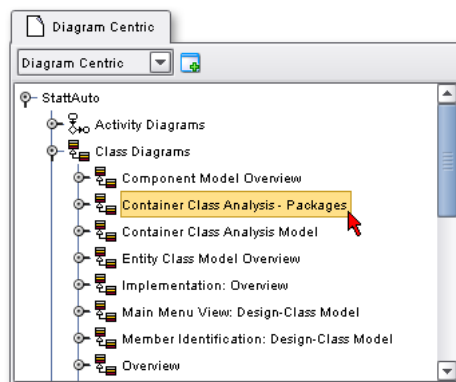 Diagram Centric
Diagram Centric
StattAuto
Activity Diagrams
Class Diagrams
Component Model Overview
Container Class Analysis - Packages
Container Class Analysis Model
Entity Class Model Overview
Implementation: Overview
Main Menu View: Design-Class Model
Member Identification: Design-Class Model
Overview